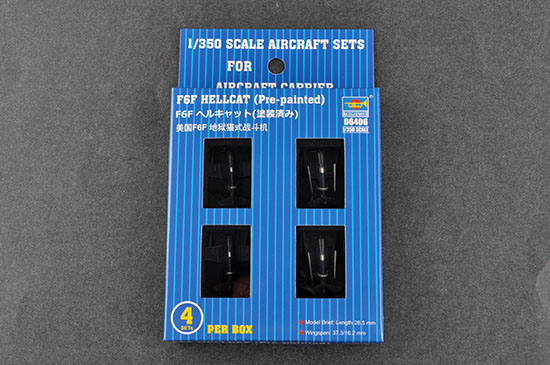 1/350 SCALE AIRCRAFT SETS
FOR
AIRCRAFT CARRIER
F6F HELLCAT (Pre-painted)
F6F ヘルキャット(塗装済み)
美国F6F 地狱猫式战斗机
06406
1/350 SCALE
4
SETs
PER BOX
Model Brief: Length: 28.5 mm
Wingspan: 37.3/16.2 mm